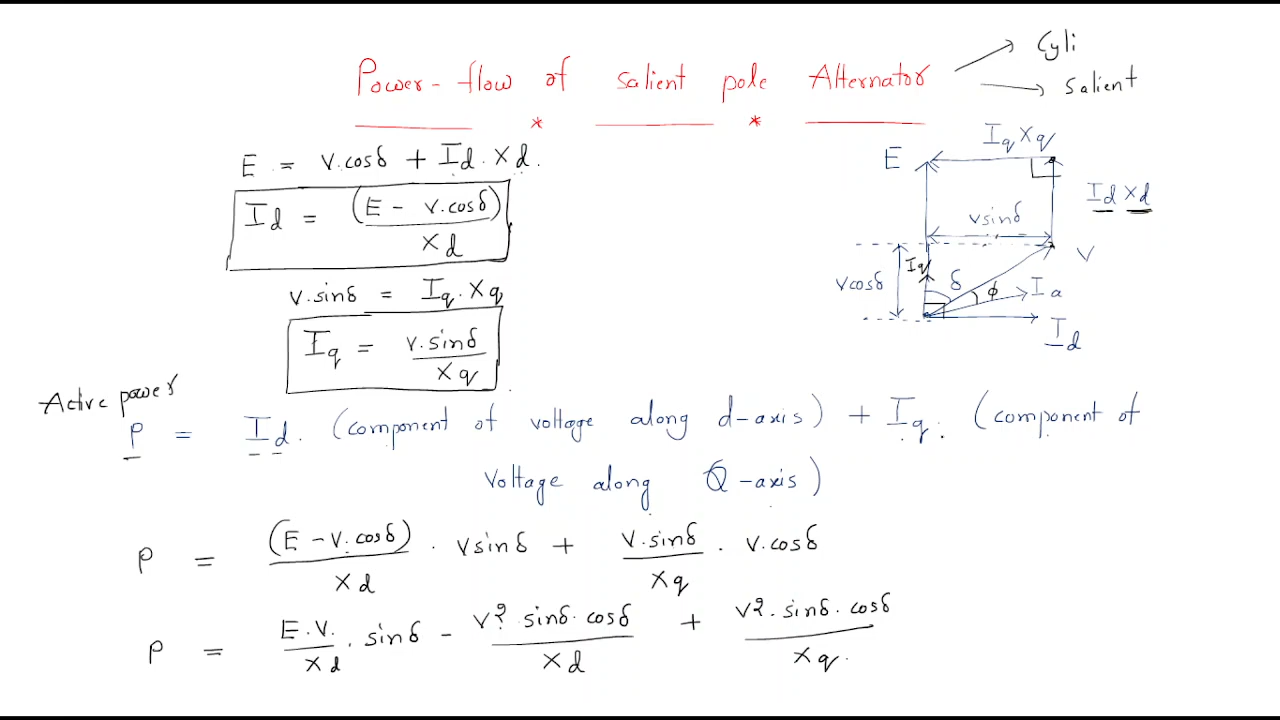 Cyli
Power-flow of salient pole Alternator
salient
* *
E = V.cosδ + Id.Xd.
Id = (E - V.cosδ) / Xd
V.sinδ = Iq.Xq
Iq = V.sinδ / Xq
E
IqXq
IdXd
Vsinδ
V
Vcosδ
Iq
δ
ϕ
Ia
Id
Active power
P = Id. (component of voltage along d-axis) + Iq. (component of
voltage along Q-axis)
P = (E - V.cosδ) / Xd . Vsinδ + V.sinδ / Xq . V.cosδ
P = E.V. / Xd . sinδ - V². sinδ.cosδ / Xd + V². sinδ.cosδ / Xq.